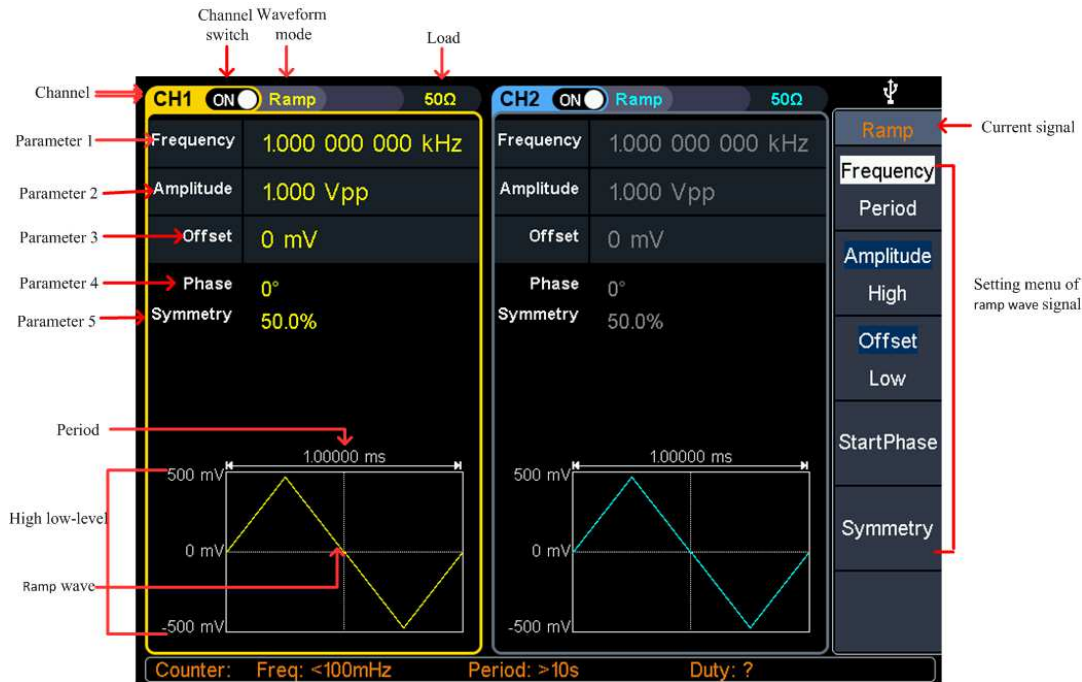 Channel Waveform
switch mode
Load
Channel
CH1 ON Ramp 50Ω
CH2 ON Ramp 50Ω
Parameter 1
Frequency 1.000 000 000 kHz
Frequency 1.000 000 000 kHz
Ramp
Current signal
Parameter 2
Amplitude 1.000 Vpp
Amplitude 1.000 Vpp
Frequency
Period
Parameter 3
Offset 0 mV
Offset 0 mV
Amplitude
High
Parameter 4
Phase 0°
Phase 0°
Setting menu of
ramp wave signal
Parameter 5
Symmetry 50.0%
Symmetry 50.0%
Offset
Low
StartPhase
Symmetry
Period
1.00000 ms
500 mV
0 mV
-500 mV
High low-level
Ramp wave
1.00000 ms
500 mV
0 mV
-500 mV
Counter: Freq: <100mHz Period: >10s Duty: ?